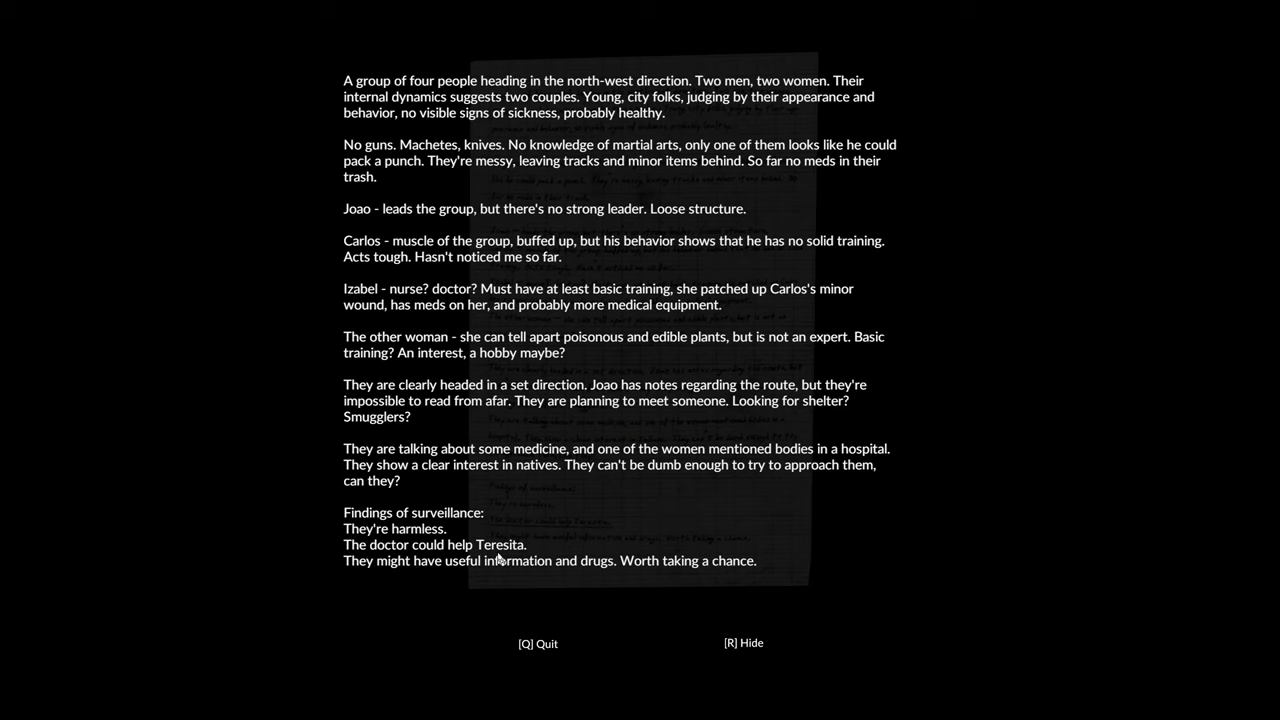 A group of four people heading in the north-west direction. Two men, two women. Their
internal dynamics suggests two couples. Young, city folks, judging by their appearance and
behavior, no visible signs of sickness, probably healthy.
No guns. Machetes, knives. No knowledge of martial arts, only one of them looks like he could
pack a punch. They're messy, leaving tracks and minor items behind. So far no meds in their
trash.
Joao - leads the group, but there's no strong leader. Loose structure.
Carlos - muscle of the group, buffed up, but his behavior shows that he has no solid training.
Acts tough. Hasn't noticed me so far.
Izabel - nurse? doctor? Must have at least basic training, she patched up Carlos's minor
wound, has meds on her, and probably more medical equipment.
The other woman - she can tell apart poisonous and edible plants, but is not an expert. Basic
training? An interest, a hobby maybe?
They are clearly headed in a set direction. Joao has notes regarding the route, but they're
impossible to read from afar. They are planning to meet someone. Looking for shelter?
Smugglers?
They are talking about some medicine, and one of the women mentioned bodies in a hospital.
They show a clear interest in natives. They can't be dumb enough to try to approach them,
can they?
Findings of surveillance:
They're harmless.
The doctor could help Teresita.
They might have useful information and drugs. Worth taking a chance.
[Q] Quit
[R] Hide